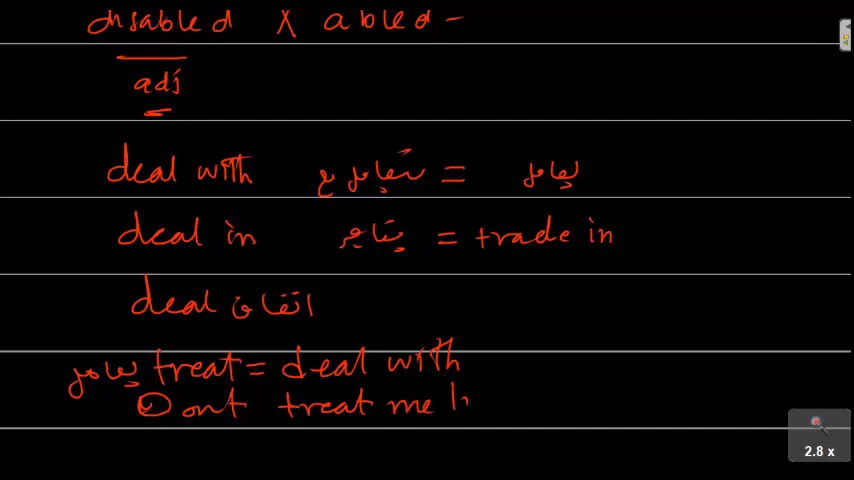 disabled X abled -
adj
deal with يتعامل مع = يعامل
deal in يتاجر = trade in
deal اتفاق
يعامل treat = deal with
Dont treat me
2.8 x